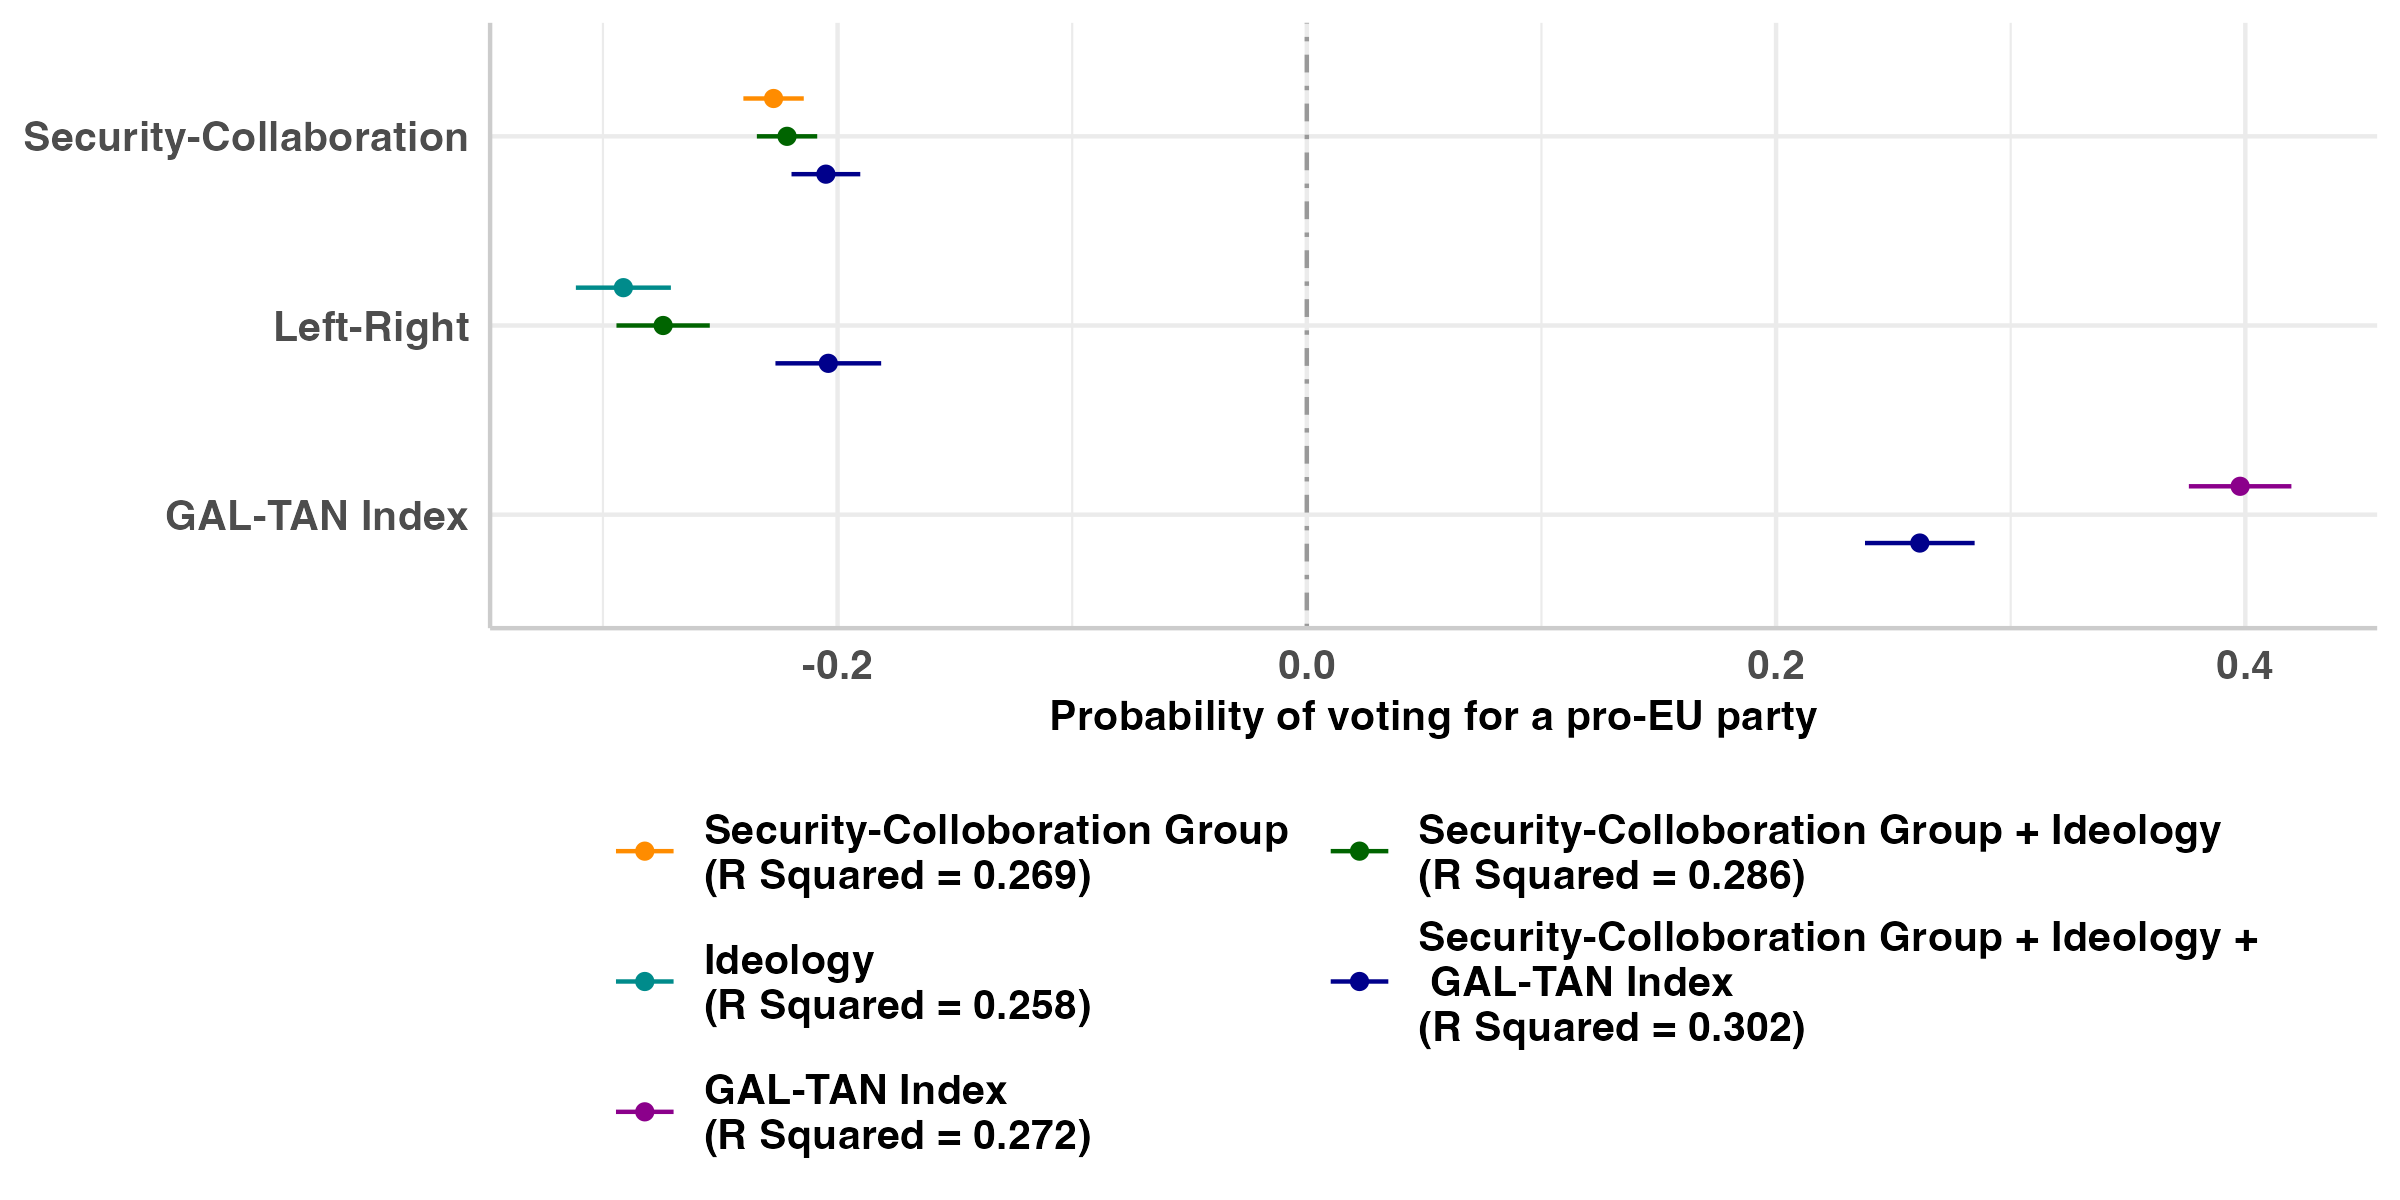 Security-Collaboration
Left-Right
GAL-TAN Index
-0.2
0.0
0.2
0.4
Probability of voting for a pro-EU party
Security-Colloboration Group
(R Squared = 0.269)
Ideology
(R Squared = 0.258)
GAL-TAN Index
(R Squared = 0.272)
Security-Colloboration Group + Ideology
(R Squared = 0.286)
Security-Colloboration Group + Ideology +
GAL-TAN Index
(R Squared = 0.302)